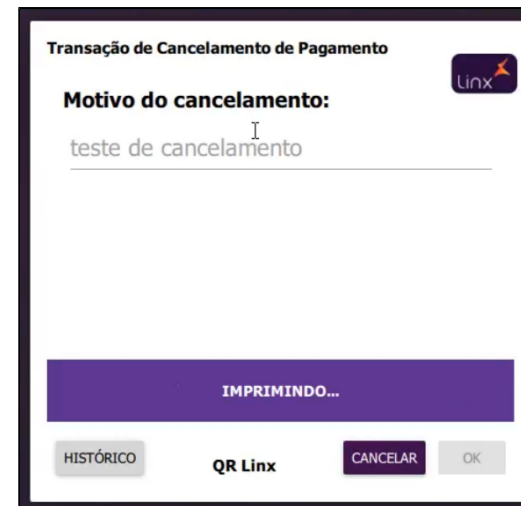 Transação de Cancelamento de Pagamento
Linx
Motivo do cancelamento:
teste de cancelamento
IMPRIMINDO...
HISTÓRICO
QR Linx
CANCELAR
OK